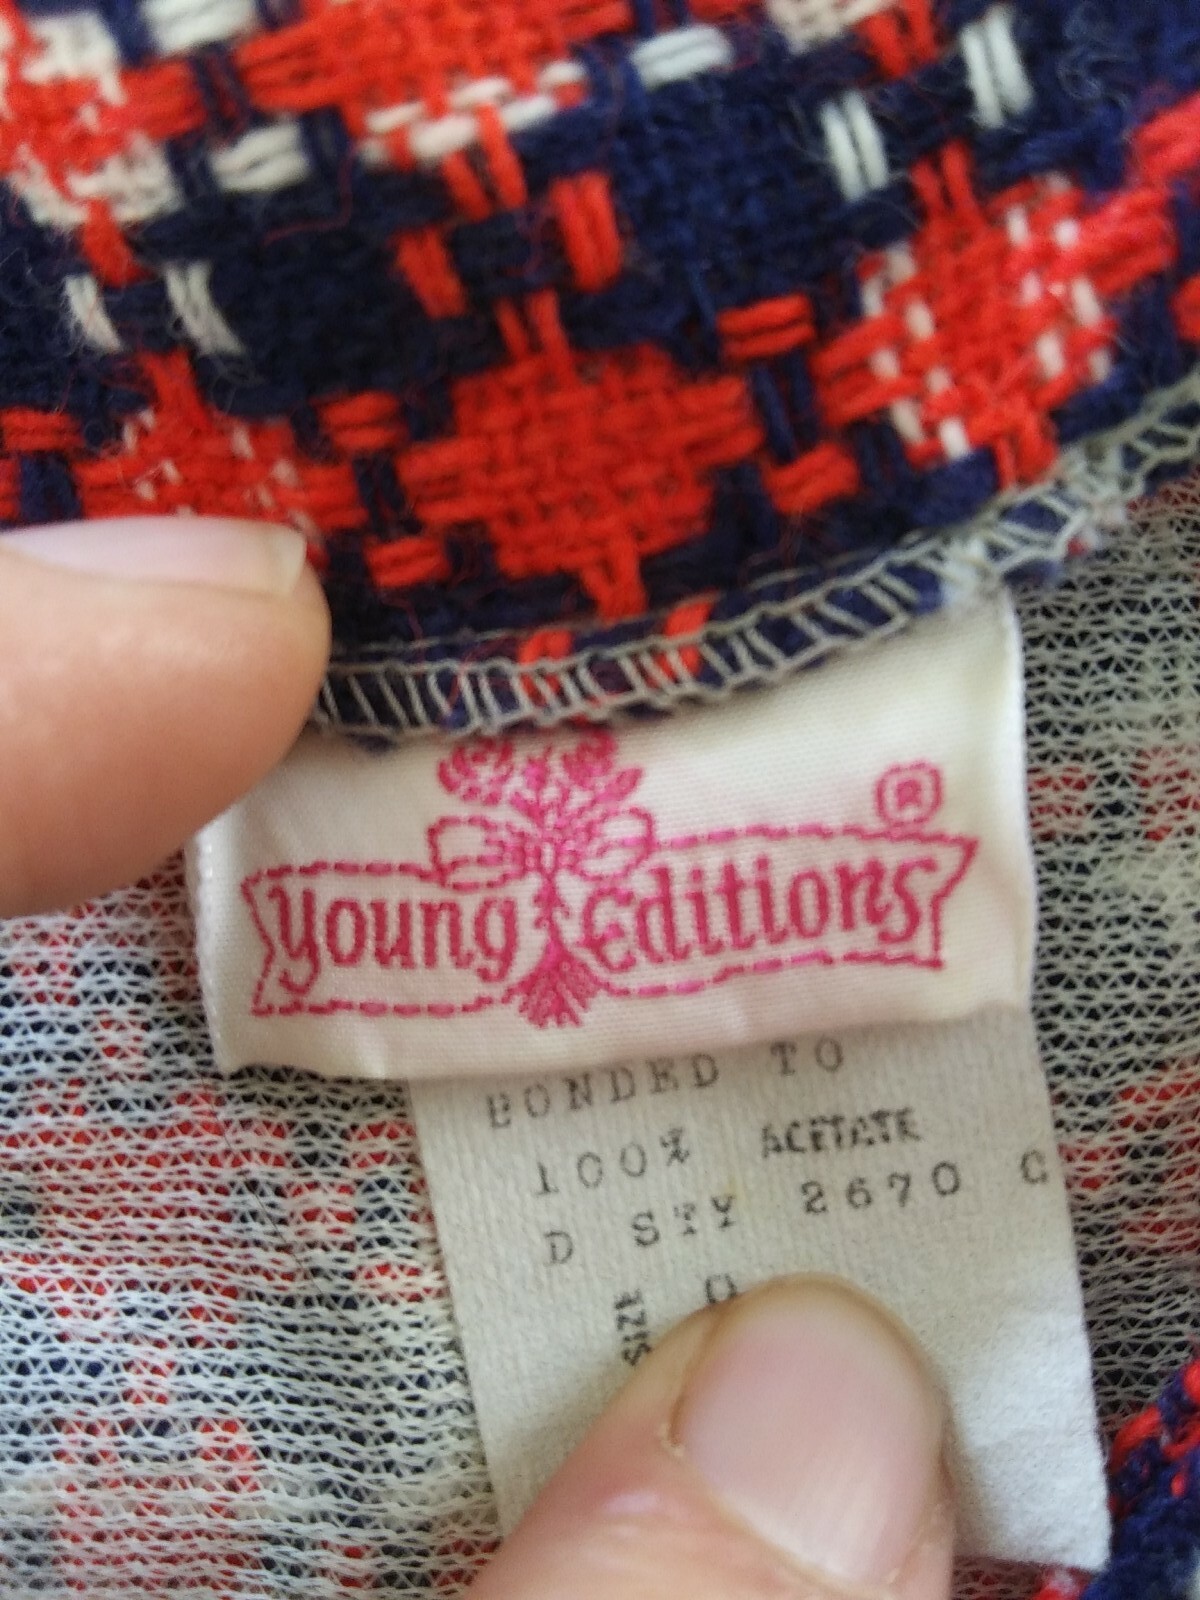 ®
Young Editions
BONDED TO
100% ACETATE
D STY 2670 C
SIZE